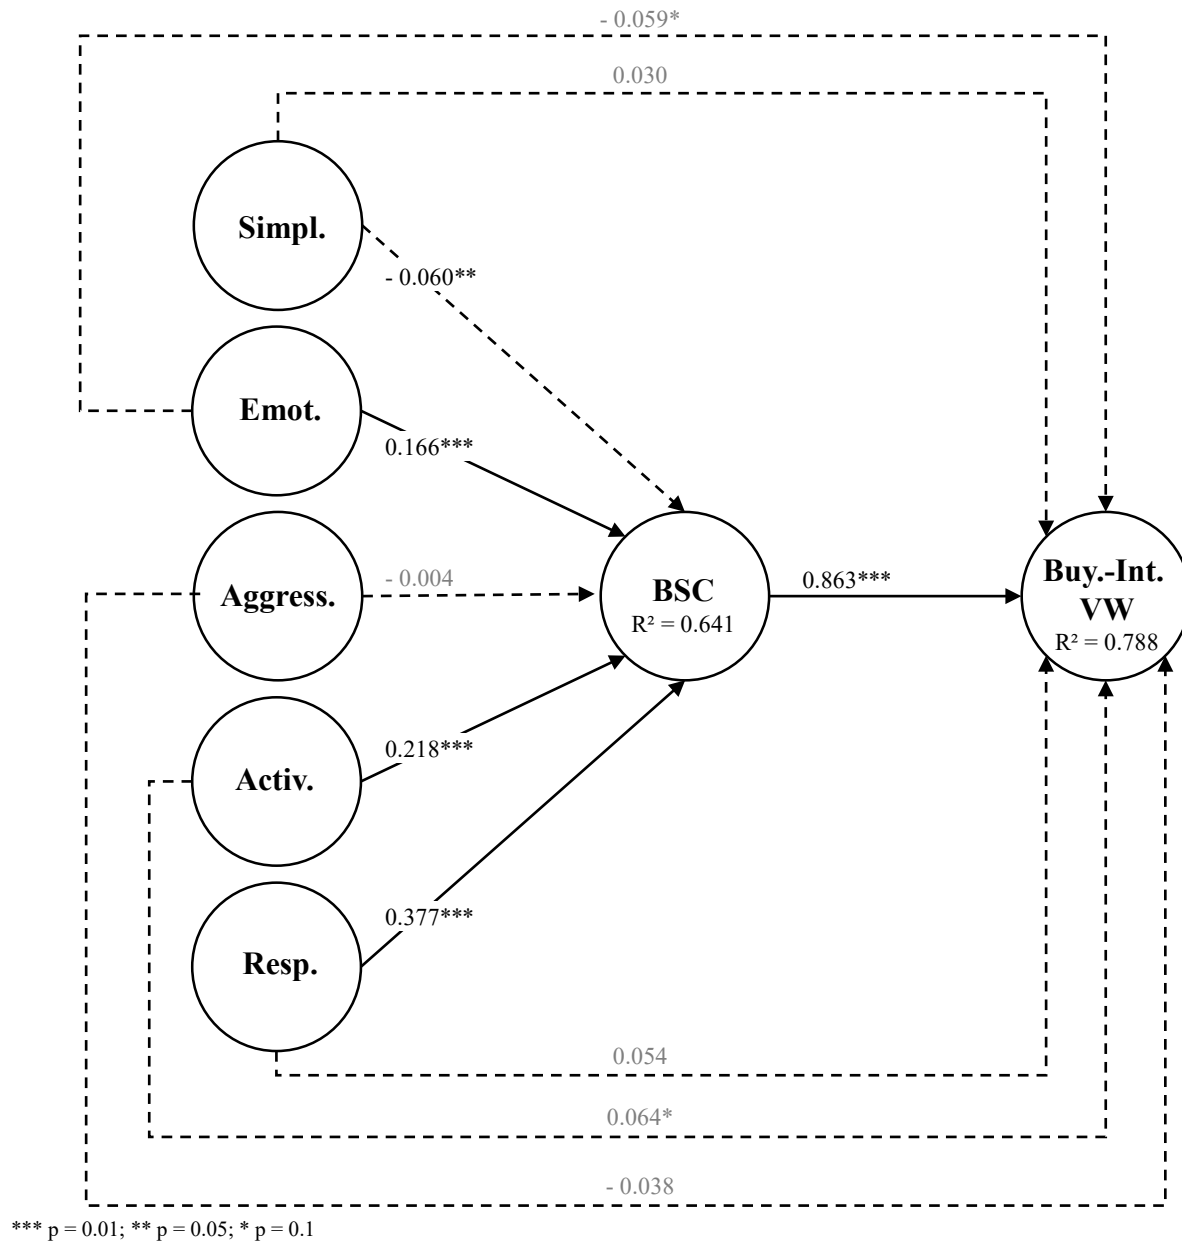 - 0.059*
0.030
Simpl.
- 0.060**
Emot.
0.166***
Aggress.
- 0.004
BSC
R² = 0.641
0.863***
Buy.-Int.
VW
R² = 0.788
Activ.
0.218***
Resp.
0.377***
0.054
0.064*
- 0.038
*** p = 0.01; ** p = 0.05; * p = 0.1